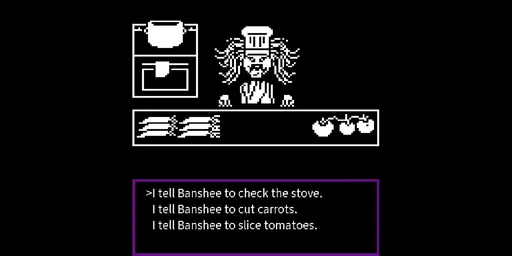 >I tell Banshee to check the stove.
I tell Banshee to cut carrots.
I tell Banshee to slice tomatoes.